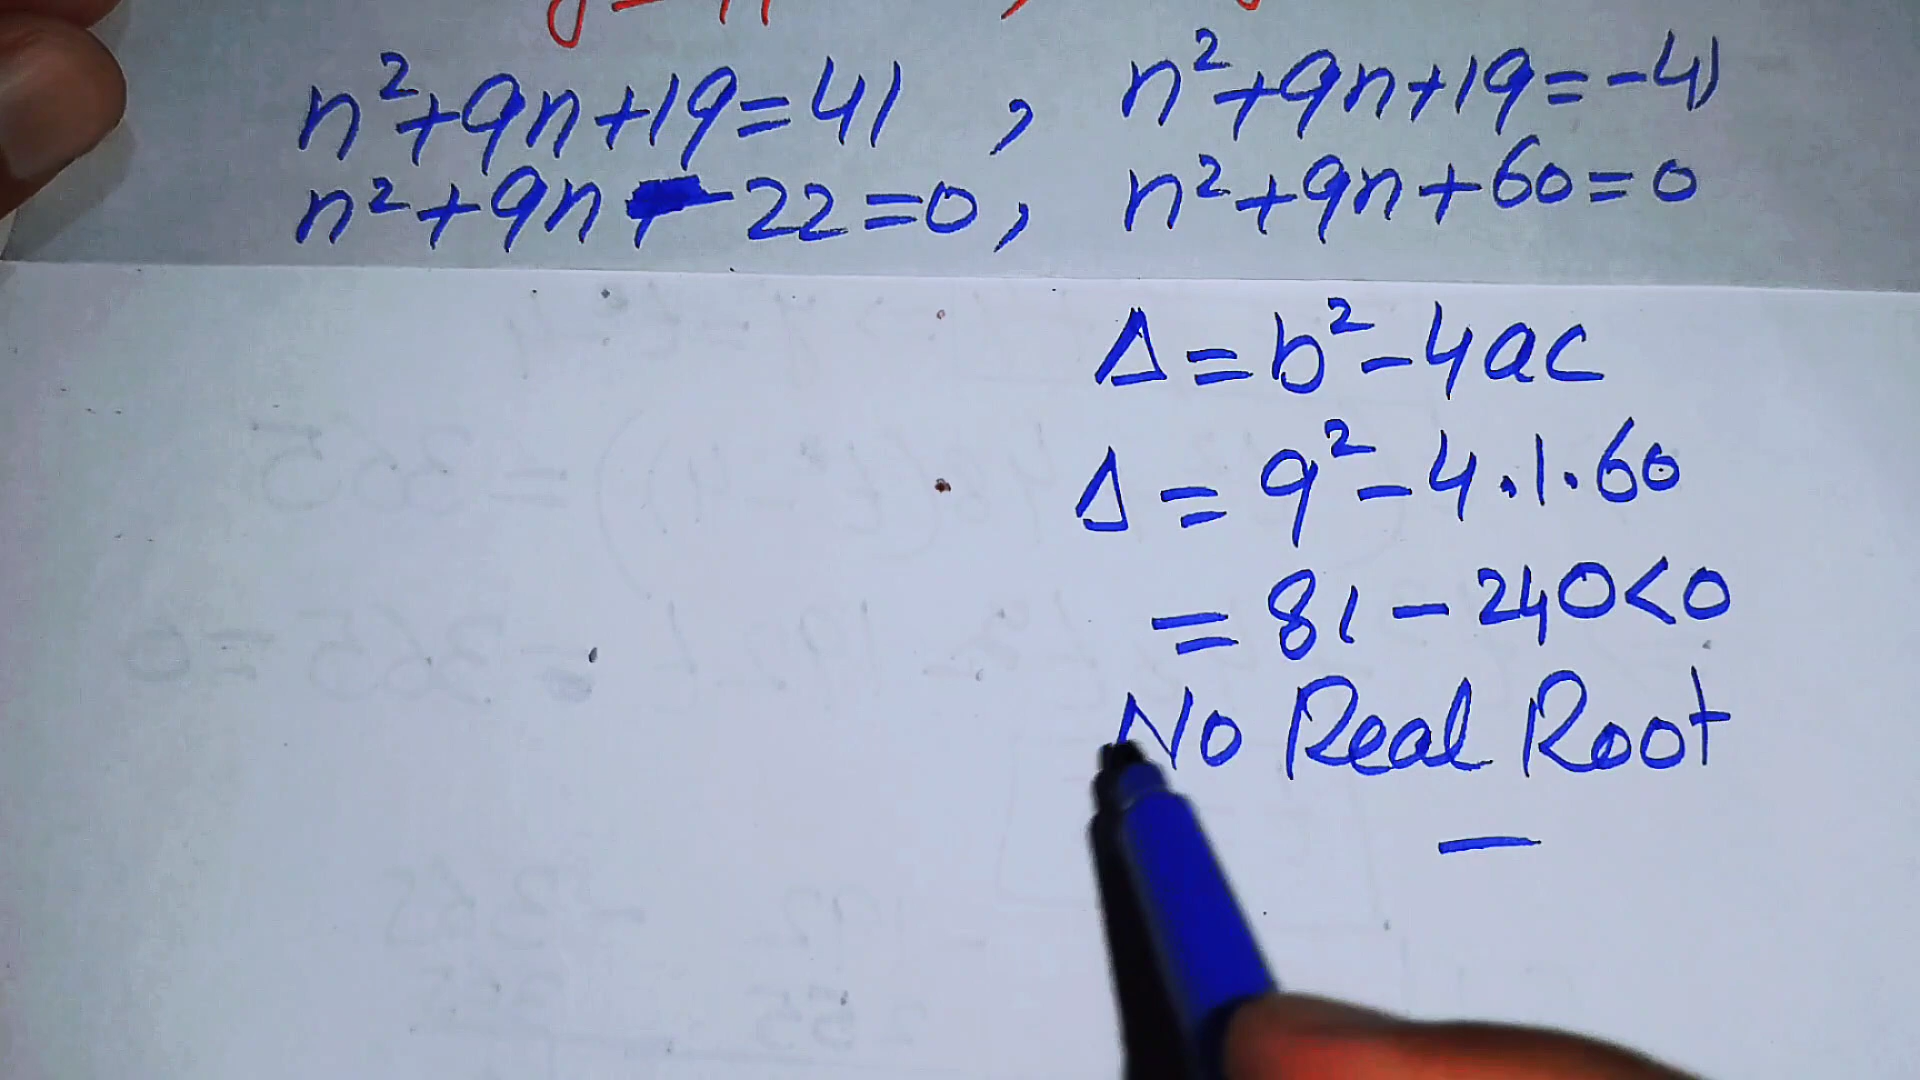 n²+9n+19=41 , n²+9n+19=-41
n²+9n-22=0, n²+9n+60=0
Δ=b²-4ac
Δ=9²-4.1.60
=81-240<0
No Real Root